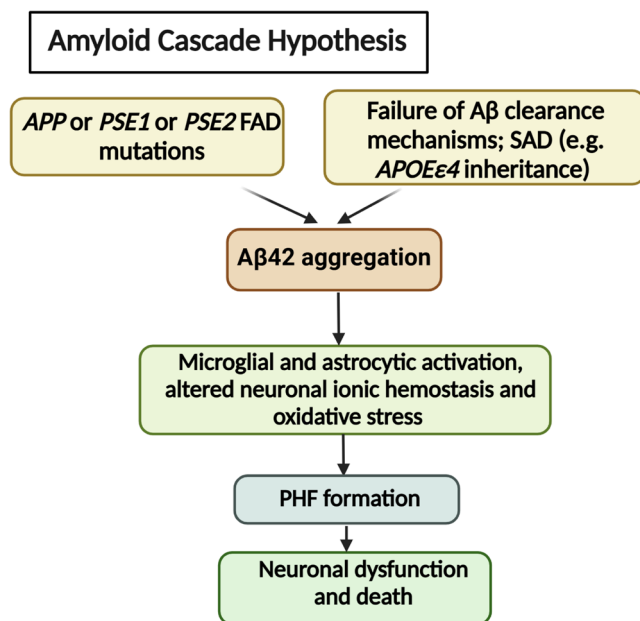 Amyloid Cascade Hypothesis
APP or PSE1 or PSE2 FAD
mutations
Failure of Aβ clearance
mechanisms; SAD (e.g.
APOEε4 inheritance)
Aβ42 aggregation
Microglial and astrocytic activation,
altered neuronal ionic hemostasis and
oxidative stress
PHF formation
Neuronal dysfunction
and death